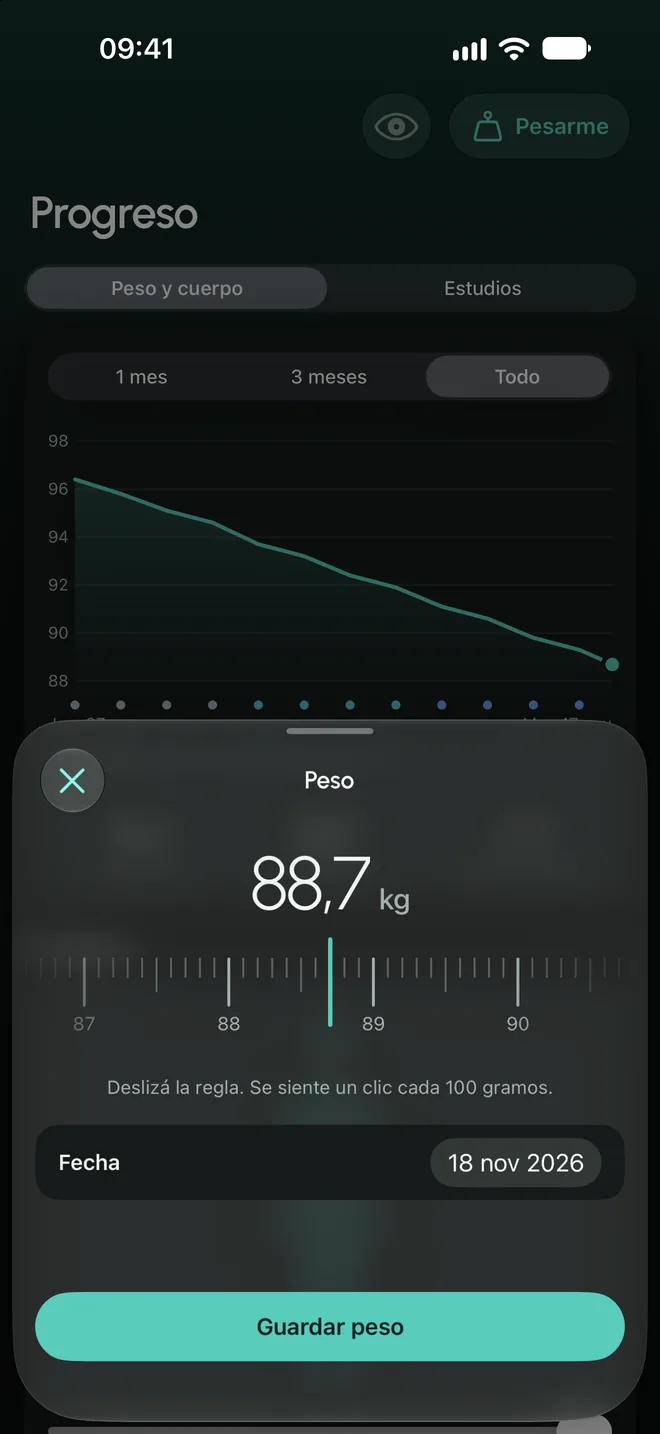 09:41
Pesarme
Progreso
Peso y cuerpo
Estudios
1 mes
3 meses
Todo
98
96
94
92
90
88
Peso
88,7 kg
87
88
89
90
Deslizá la regla. Se siente un clic cada 100 gramos.
Fecha
18 nov 2026
Guardar peso